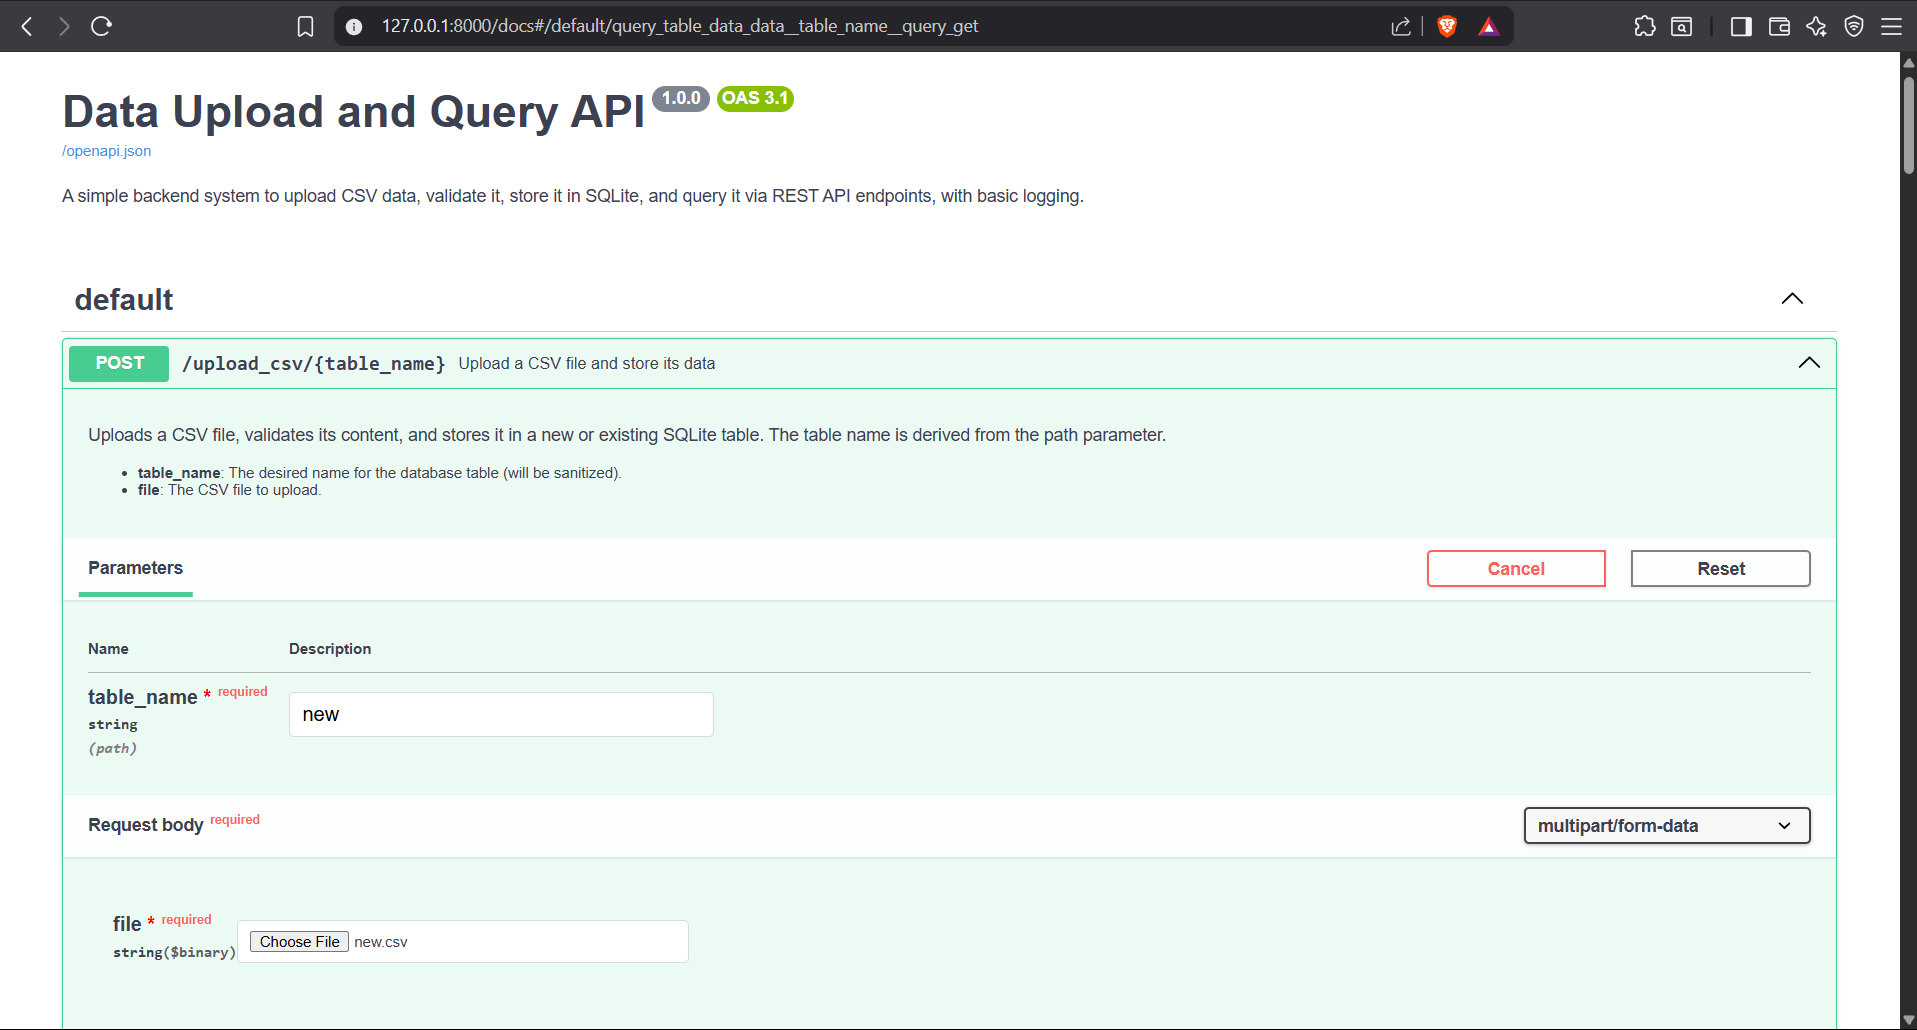 127.0.0.1:8000/docs#/default/query_table_data_data__table_name__query_get
Data Upload and Query API 1.0.0 OAS 3.1
/openapi.json
A simple backend system to upload CSV data, validate it, store it in SQLite, and query it via REST API endpoints, with basic logging.
default
POST /upload_csv/{table_name} Upload a CSV file and store its data
Uploads a CSV file, validates its content, and stores it in a new or existing SQLite table. The table name is derived from the path parameter.
• table_name: The desired name for the database table (will be sanitized).
• file: The CSV file to upload.
Parameters Cancel Reset
Name Description
table_name * required
string
(path)
new
Request body required multipart/form-data
file * required
string($binary)
Choose File new.csv